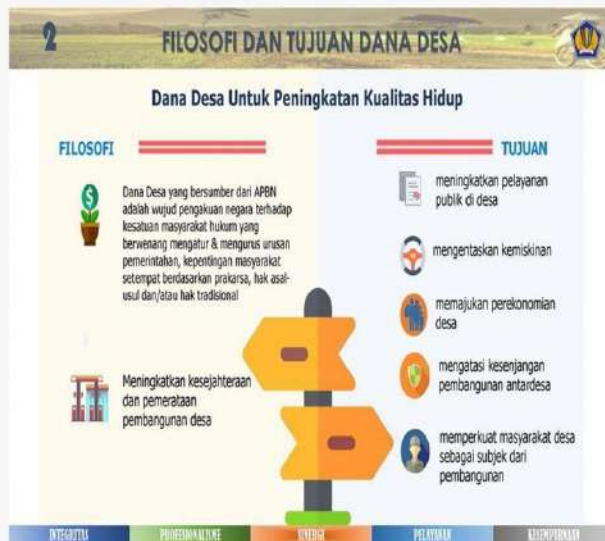 2
FILOSOFI DAN TUJUAN DANA DESA
Dana Desa Untuk Peningkatan Kualitas Hidup
FILOSOFI
Dana Desa yang bersumber dari APBN
adalah wujud pengakuan negara terhadap
kesatuan masyarakat hukum yang
berwenang mengatur & mengurus urusan
pemerintahan, kepentingan masyarakat
setempat berdasarkan prakarsa, hak asal-
usul dan/atau hak tradisional
Meningkatkan kesejahteraan
dan pemerataan
pembangunan desa
TUJUAN
meningkatkan pelayanan
publik di desa
mengentaskan kemiskinan
memajukan perekonomian
desa
mengatasi kesenjangan
pembangunan antardesa
memperkuat masyarakat desa
sebagai subjek dari
pembangunan
INTEGRITAS
PROFESIONALISME
SINERGI
PELAYANAN
KESEMPURNAAN